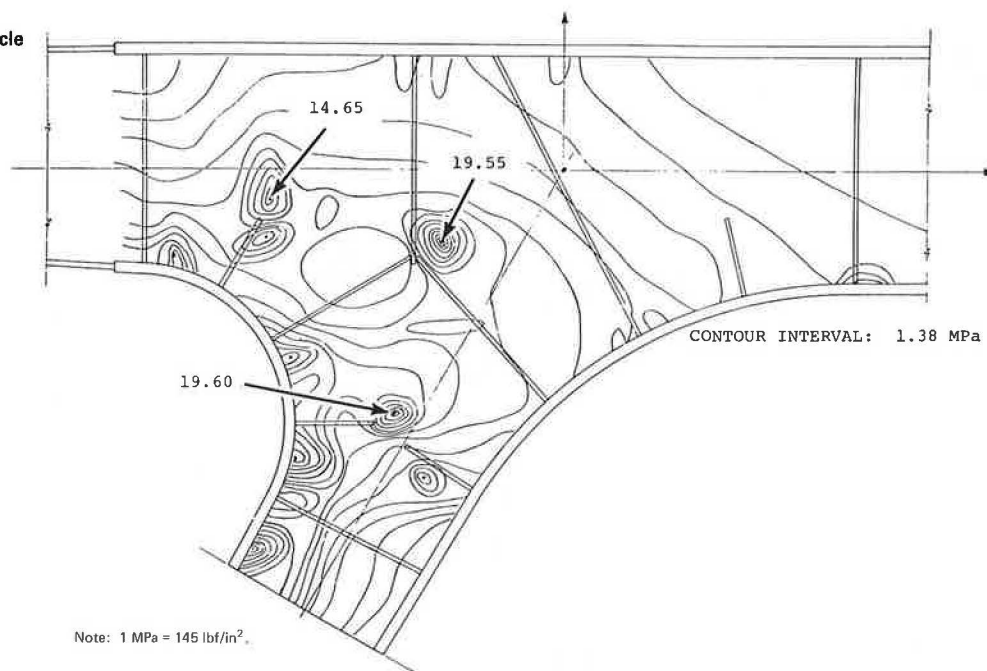 cle
14.65
19.55
CONTOUR INTERVAL: 1.38 MPa
19.60
Note: 1 MPa = 145 lbf/in².